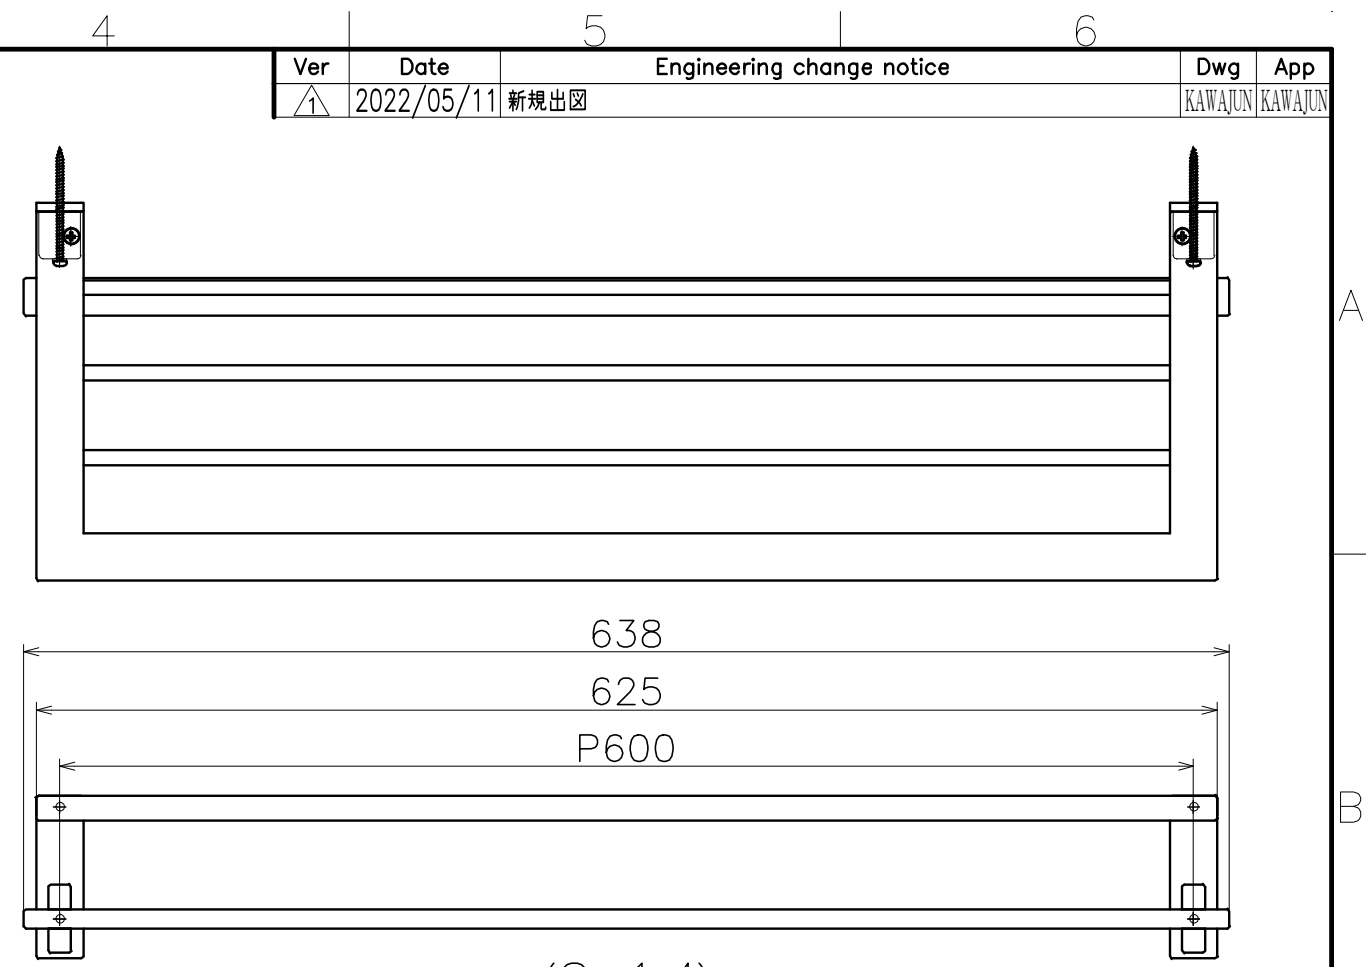 4 5 6
Ver Date Engineering change notice Dwg App
1 2022/05/11 新規出図 KAWAJUN KAWAJUN
A
638
625
P600
B